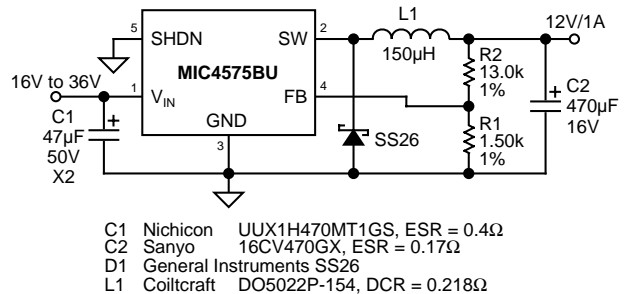 L1
12V/1A
5
SHDN
SW
2
150µH
R2
13.0k
1%
MIC4575BU
16V to 36V
1
VIN
FB
4
C2
470µF
16V
C1
47µF
50V
X2
GND
3
SS26
R1
1.50k
1%
C1 Nichicon UUX1H470MT1GS, ESR = 0.4Ω
C2 Sanyo 16CV470GX, ESR = 0.17Ω
D1 General Instruments SS26
L1 Coiltcraft DO5022P-154, DCR = 0.218Ω